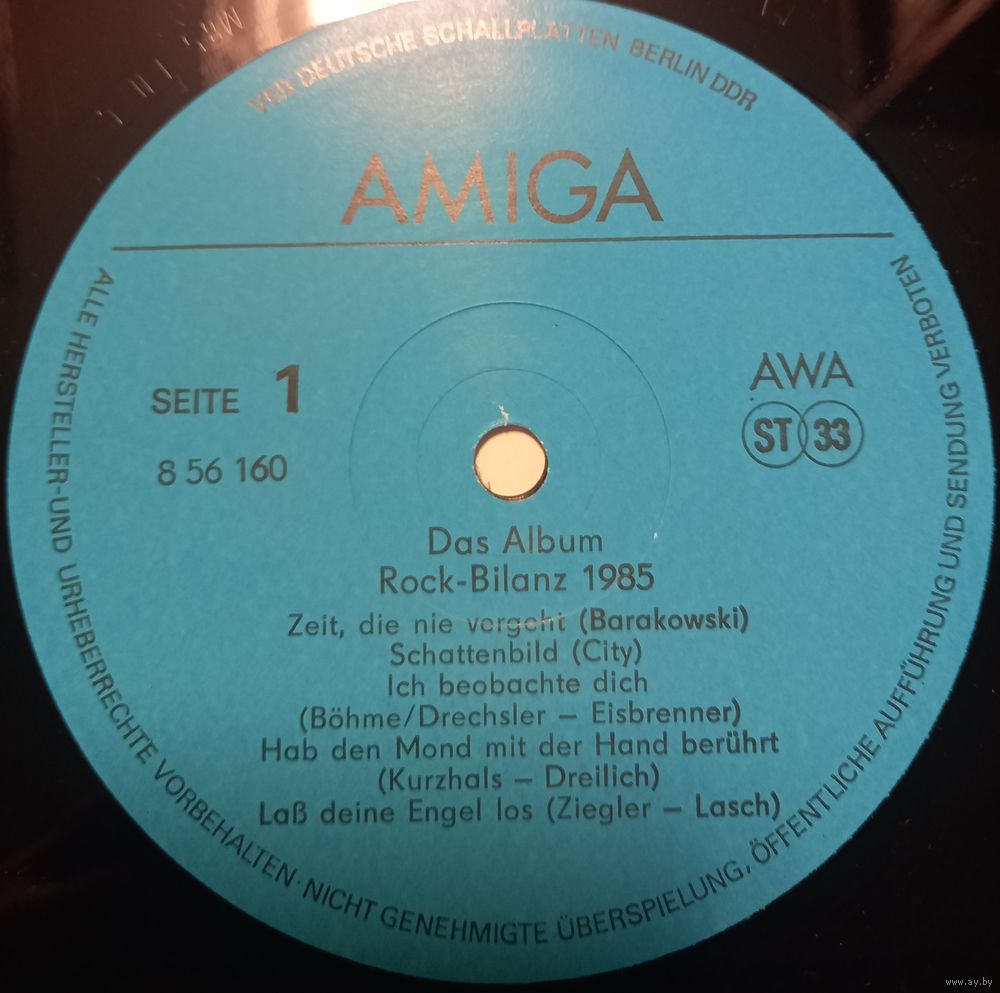 VEB DEUTSCHE SCHALLPLATTEN BERLIN DDR
AMIGA
SEITE 1
8 56 160
AWA
ST 33
Das Album
Rock-Bilanz 1985
Zeit, die nie vergeht (Barakowski)
Schattenbild (City)
Ich beobachte dich
(Böhme/Drechsler – Eisbrenner)
Hab den Mond mit der Hand berührt
(Kurzhals – Dreilich)
Laß deine Engel los (Ziegler – Lasch)
ALLE HERSTELLER-UND URHEBERRECHTE VORBEHALTEN · NICHT GENEHMIGTE ÜBERSPIELUNG, ÖFFENTLICHE AUFFÜHRUNG UND SENDUNG VERBOTEN
www.ay.by